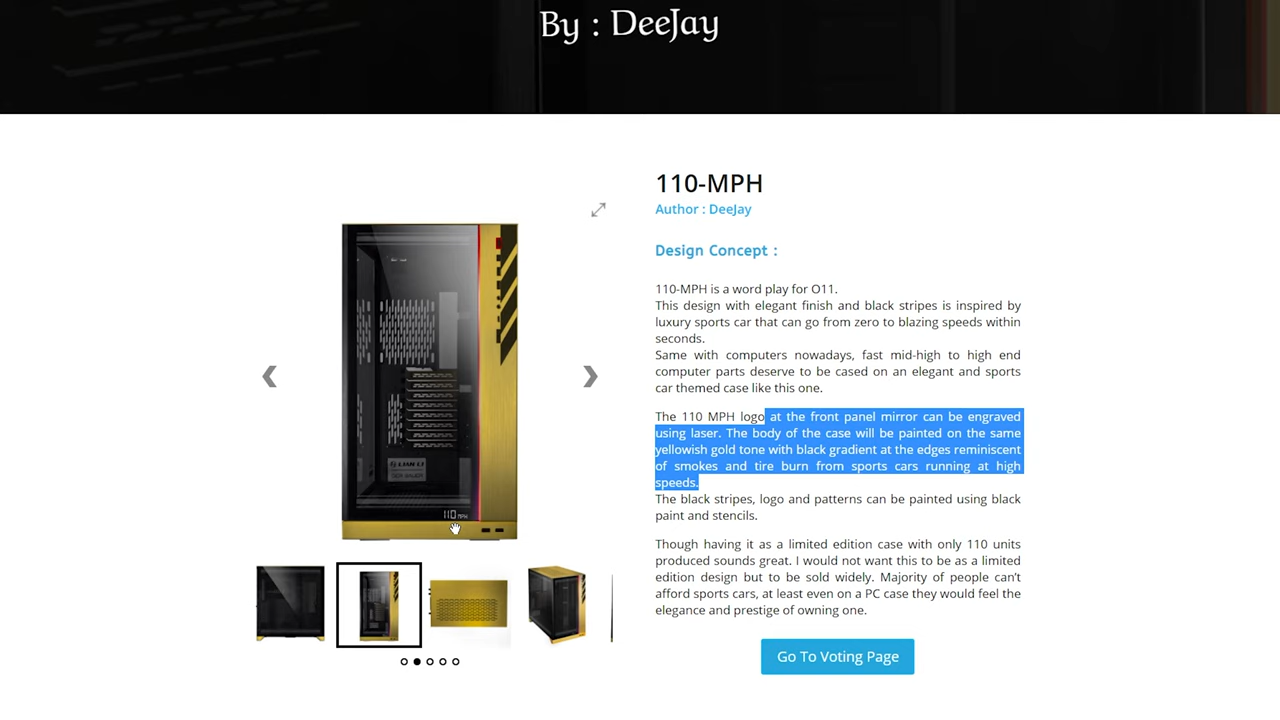 By : DeeJay
110-MPH
Author : DeeJay
Design Concept :
110-MPH is a word play for O11.
This design with elegant finish and black stripes is inspired by
luxury sports car that can go from zero to blazing speeds within
seconds.
Same with computers nowadays, fast mid-high to high end
computer parts deserve to be cased on an elegant and sports
car themed case like this one.
The 110 MPH logo at the front panel mirror can be engraved
using laser. The body of the case will be painted on the same
yellowish gold tone with black gradient at the edges reminiscent
of smokes and tire burn from sports cars running at high
speeds.
The black stripes, logo and patterns can be painted using black
paint and stencils.
Though having it as a limited edition case with only 110 units
produced sounds great. I would not want this to be as a limited
edition design but to be sold widely. Majority of people can't
afford sports cars, at least even on a PC case they would feel the
elegance and prestige of owning one.
Go To Voting Page
LIAN LI
110 MPH